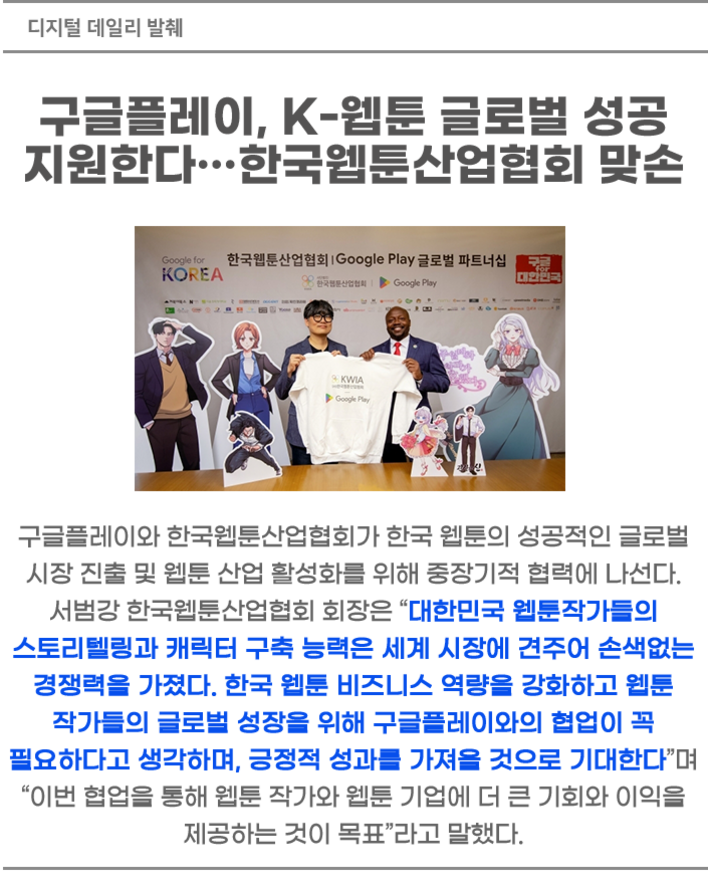 디지털 데일리 발췌
구글플레이, K-웹툰 글로벌 성공
지원한다…한국웹툰산업협회 맞손
Google for
KOREA
한국웹툰산업협회 | Google Play 글로벌 파트너십
구글
for
대한민국
한국웹툰산업협회 | Google Play
KWIA
Google Play
구글플레이와 한국웹툰산업협회가 한국 웹툰의 성공적인 글로벌
시장 진출 및 웹툰 산업 활성화를 위해 중장기적 협력에 나선다.
서범강 한국웹툰산업협회 회장은 “대한민국 웹툰작가들의
스토리텔링과 캐릭터 구축 능력은 세계 시장에 견주어 손색없는
경쟁력을 가졌다. 한국 웹툰 비즈니스 역량을 강화하고 웹툰
작가들의 글로벌 성장을 위해 구글플레이와의 협업이 꼭
필요하다고 생각하며, 긍정적 성과를 가져올 것으로 기대한다”며
“이번 협업을 통해 웹툰 작가와 웹툰 기업에 더 큰 기회와 이익을
제공하는 것이 목표”라고 말했다.